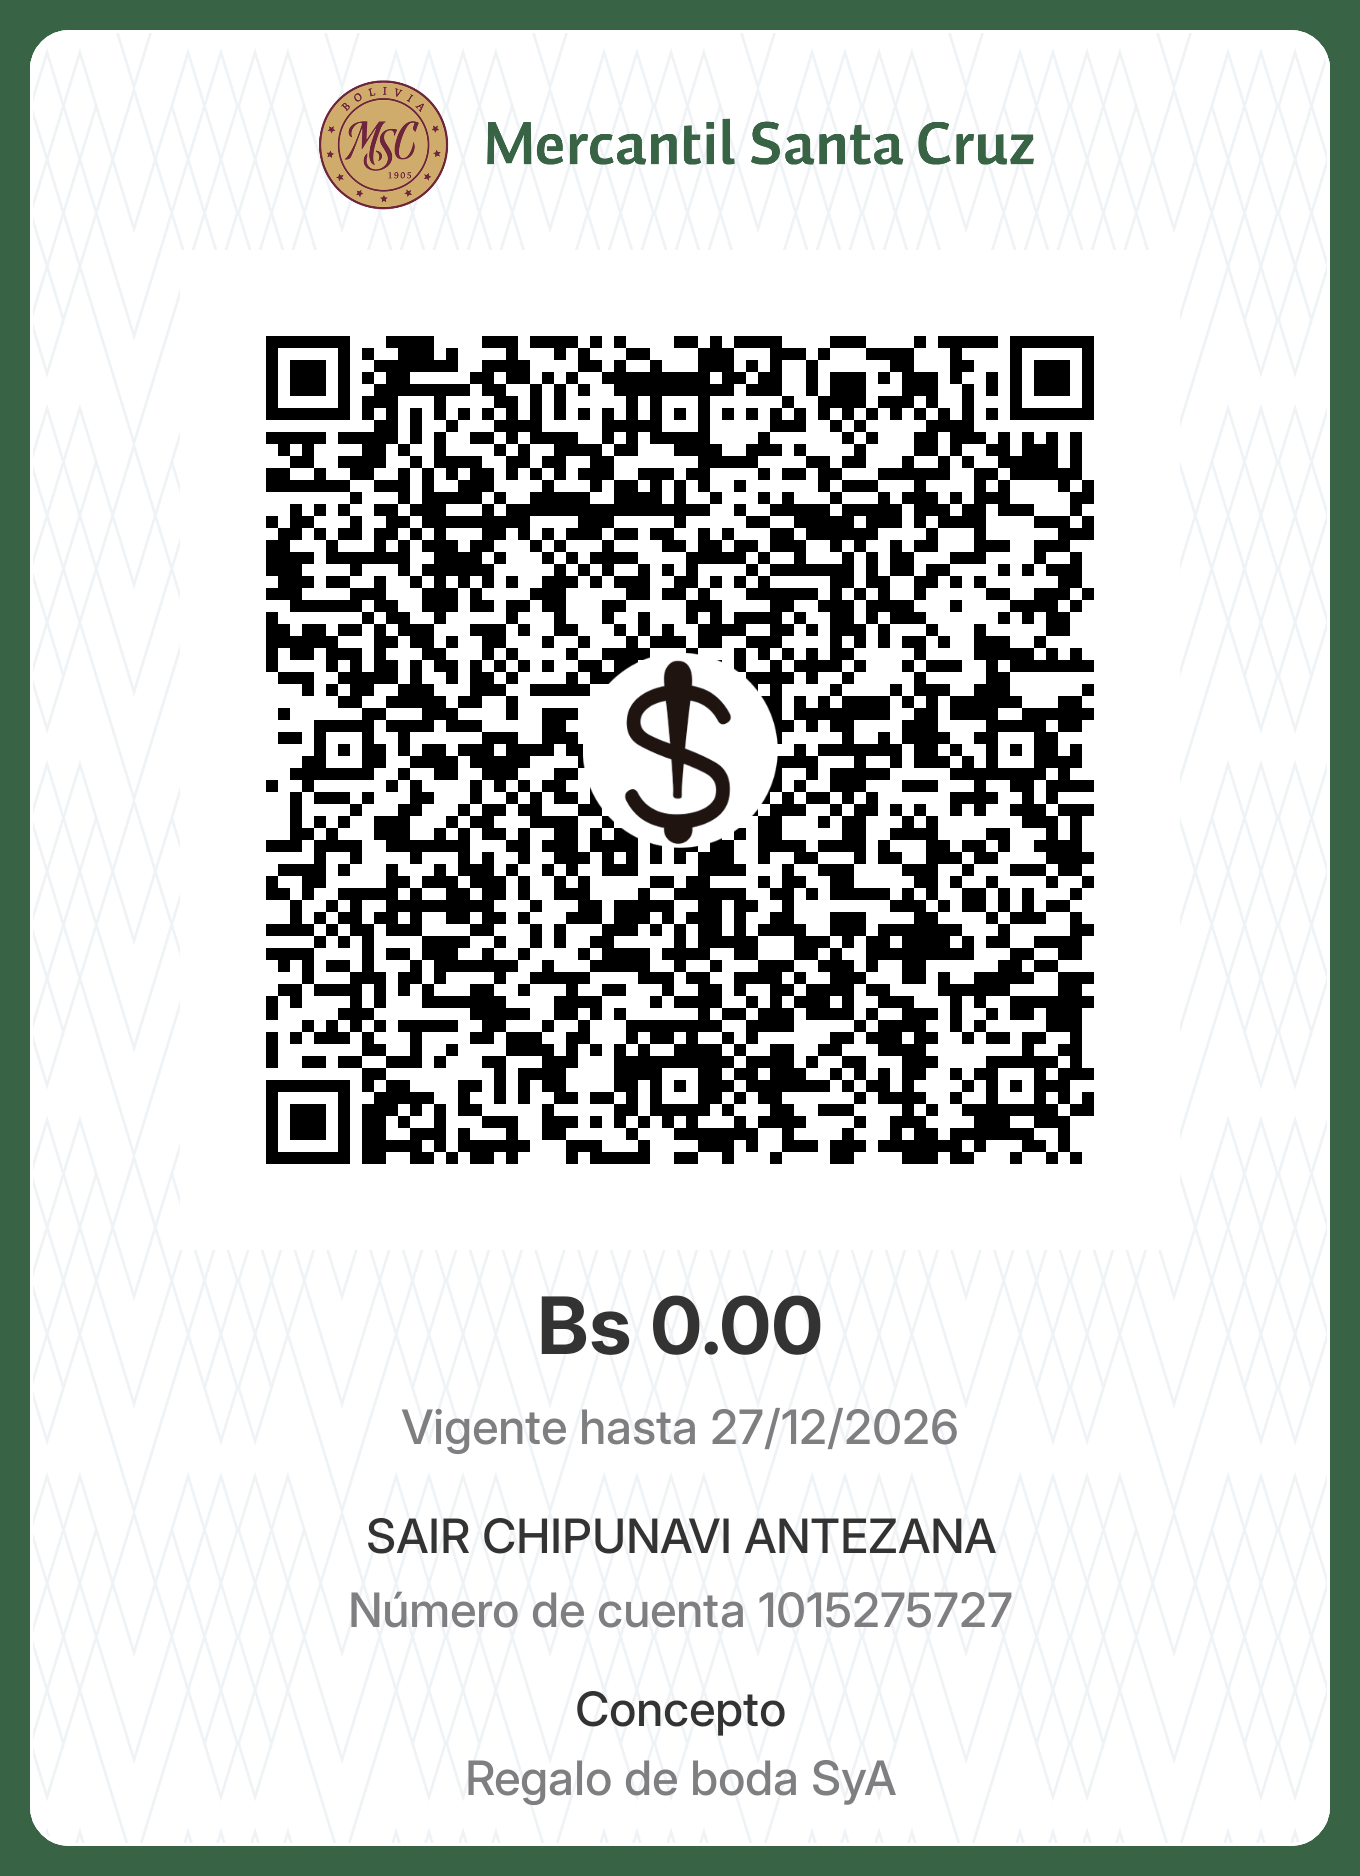 BOLIVIA
MSC
1905
Mercantil Santa Cruz
Bs 0.00
Vigente hasta 27/12/2026
SAIR CHIPUNAVI ANTEZANA
Número de cuenta 1015275727
Concepto
Regalo de boda SyA